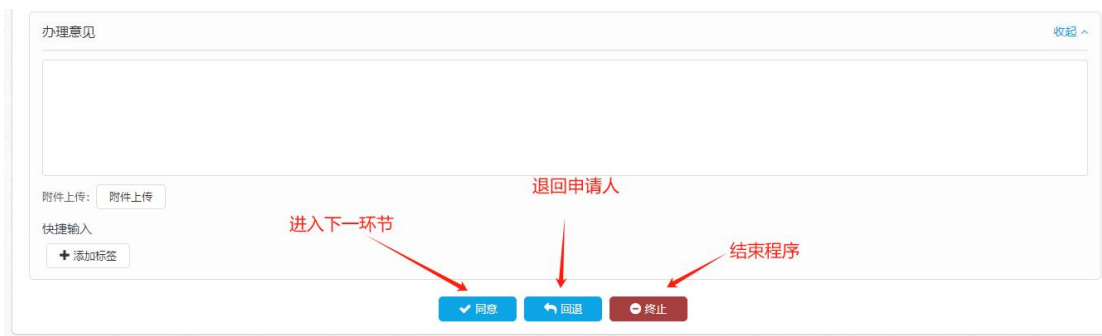 办理意见
收起
附件上传: 附件上传
退回申请人
快捷输入
进入下一环节
添加标签
结束程序
同意
回退
终止